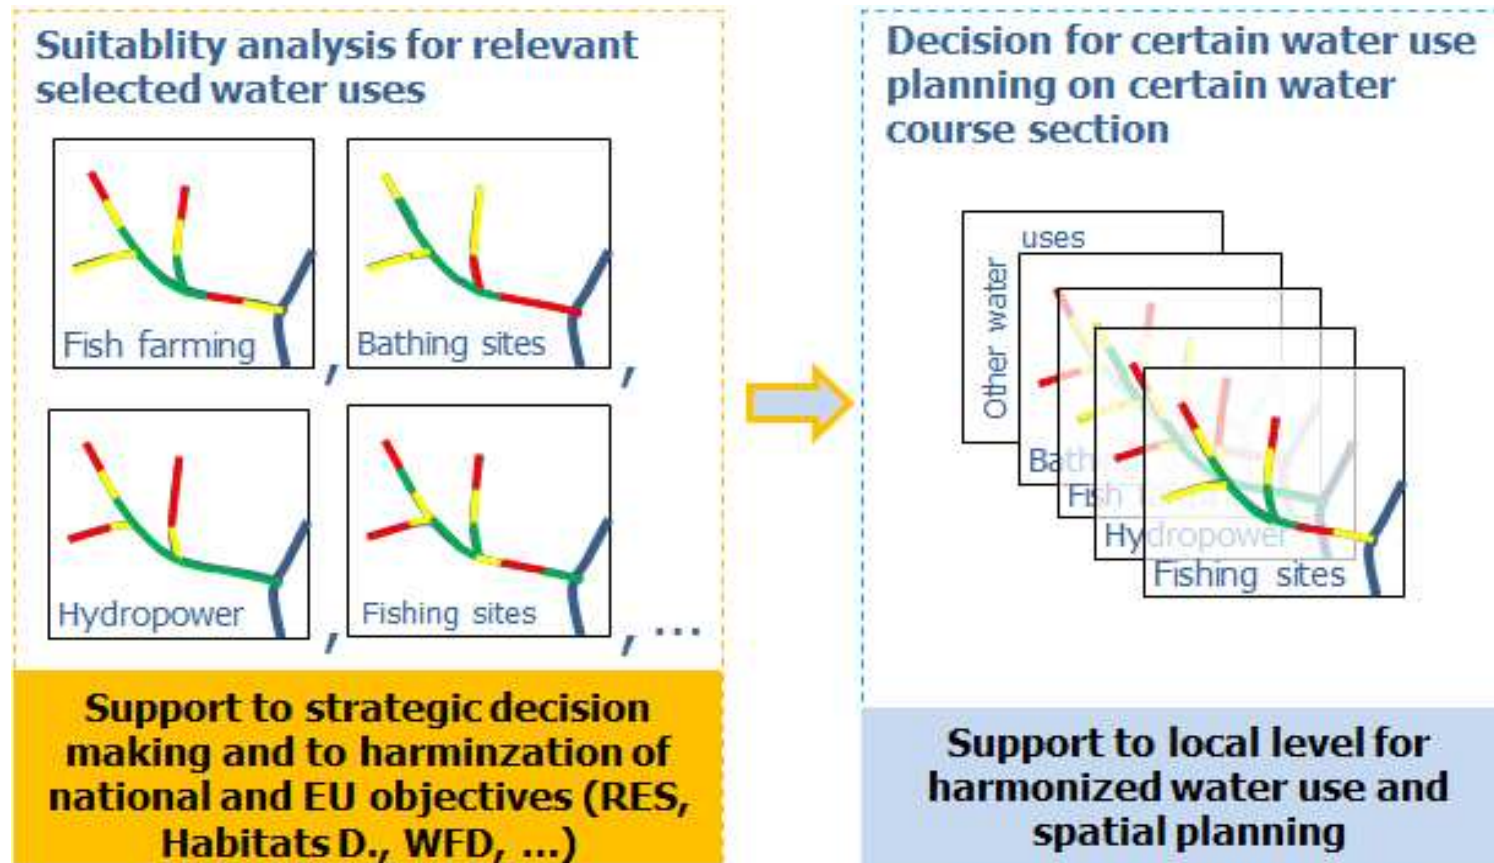 Suitablity analysis for relevant
selected water uses
Fish farming ,
Bathing sites ,
Hydropower ,
Fishing sites , ...
Support to strategic decision
making and to harminzation of
national and EU objectives (RES,
Habitats D., WFD, ...)
Decision for certain water use
planning on certain water
course section
uses
Other water
Bath
Fish
Hydropower
Fishing sites
Support to local level for
harmonized water use and
spatial planning